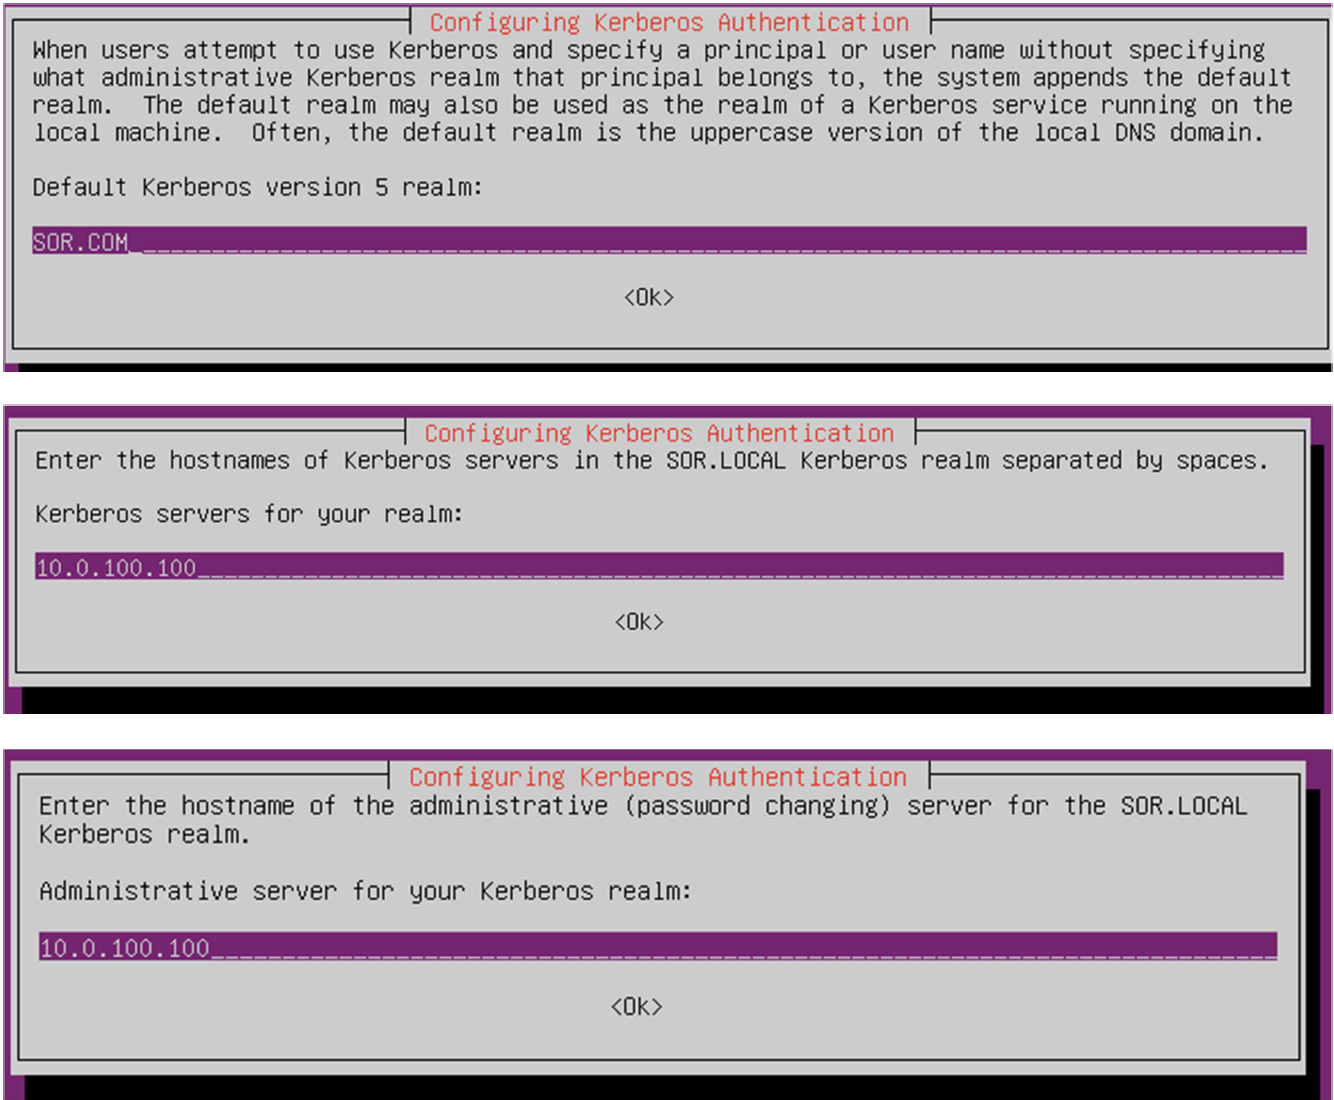 Configuring Kerberos Authentication
When users attempt to use Kerberos and specify a principal or user name without specifying
what administrative Kerberos realm that principal belongs to, the system appends the default
realm.  The default realm may also be used as the realm of a Kerberos service running on the
local machine.  Often, the default realm is the uppercase version of the local DNS domain.
Default Kerberos version 5 realm:
SOR.COM
<Ok>
Configuring Kerberos Authentication
Enter the hostnames of Kerberos servers in the SOR.LOCAL Kerberos realm separated by spaces.
Kerberos servers for your realm:
10.0.100.100
<Ok>
Configuring Kerberos Authentication
Enter the hostname of the administrative (password changing) server for the SOR.LOCAL
Kerberos realm.
Administrative server for your Kerberos realm:
10.0.100.100
<Ok>